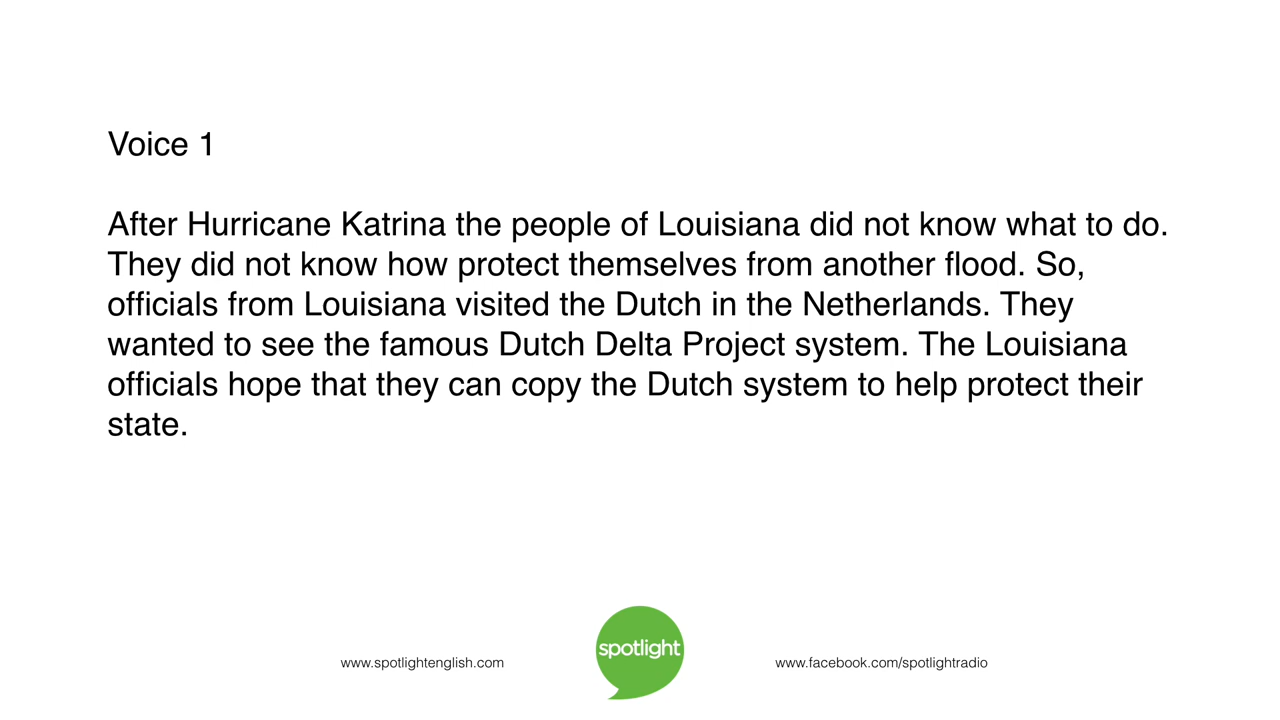 Voice 1
After Hurricane Katrina the people of Louisiana did not know what to do.
They did not know how protect themselves from another flood. So,
officials from Louisiana visited the Dutch in the Netherlands. They
wanted to see the famous Dutch Delta Project system. The Louisiana
officials hope that they can copy the Dutch system to help protect their
state.
www.spotlightenglish.com
spotlight
www.facebook.com/spotlightradio